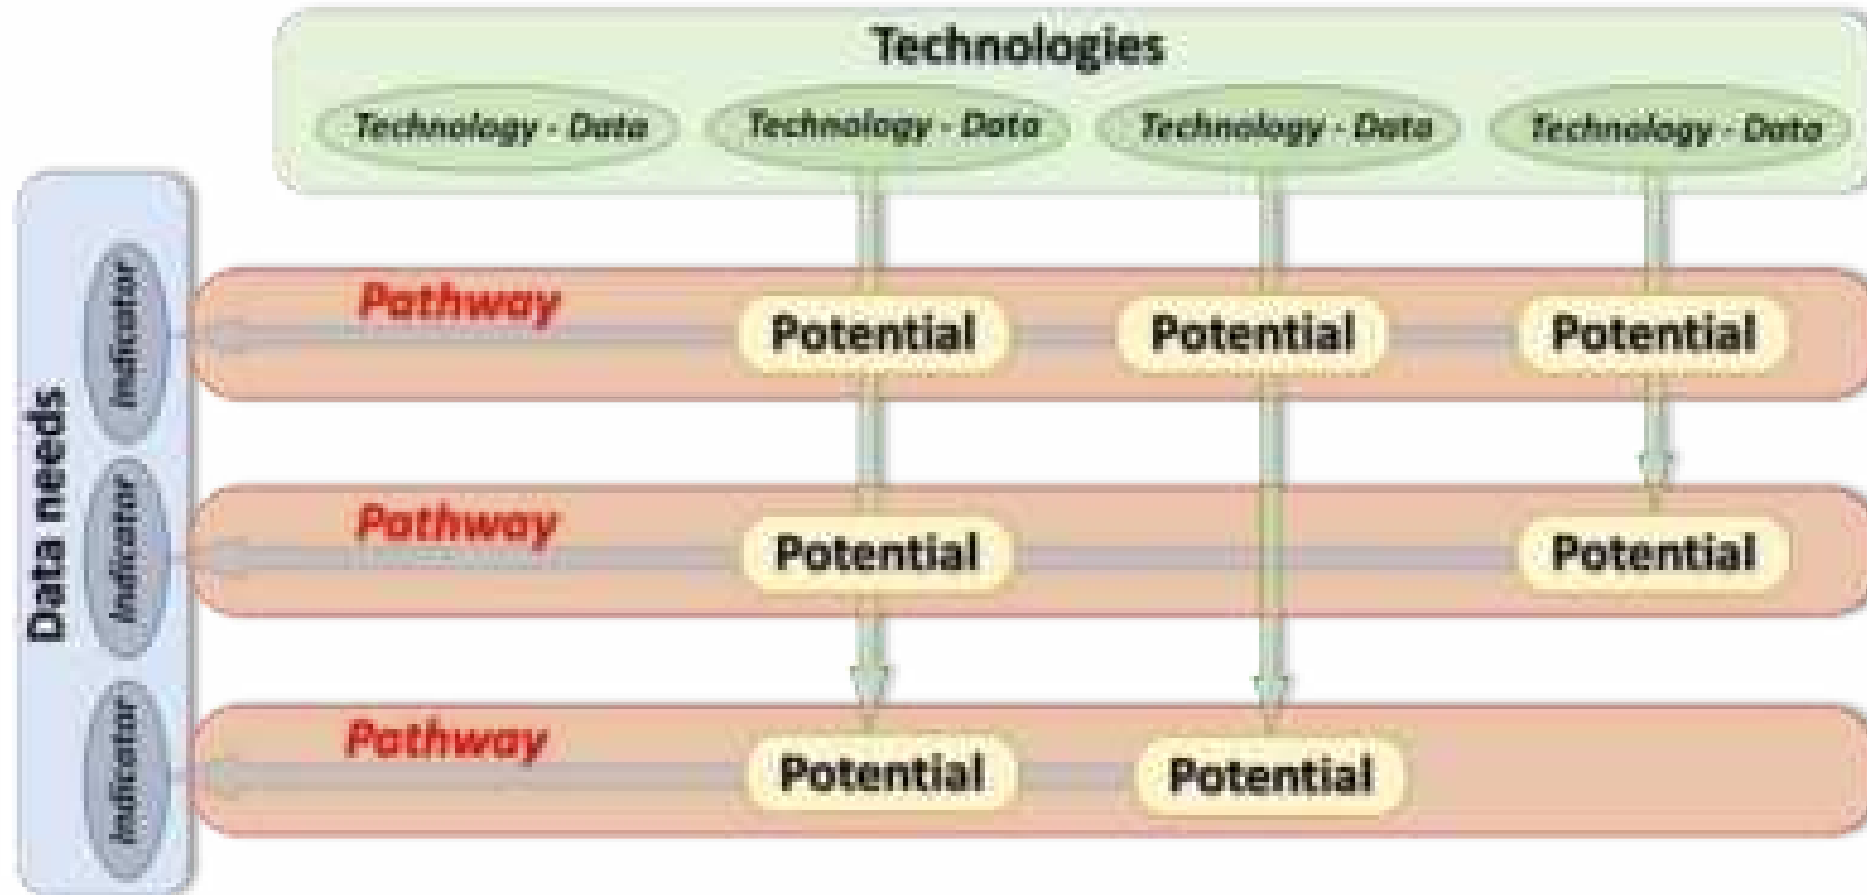 Technologies
Technology - Data Technology - Data Technology - Data Technology - Data
Data needs
Indicator
Pathway
Potential Potential Potential
Indicator
Pathway
Potential Potential
Indicator
Pathway
Potential Potential